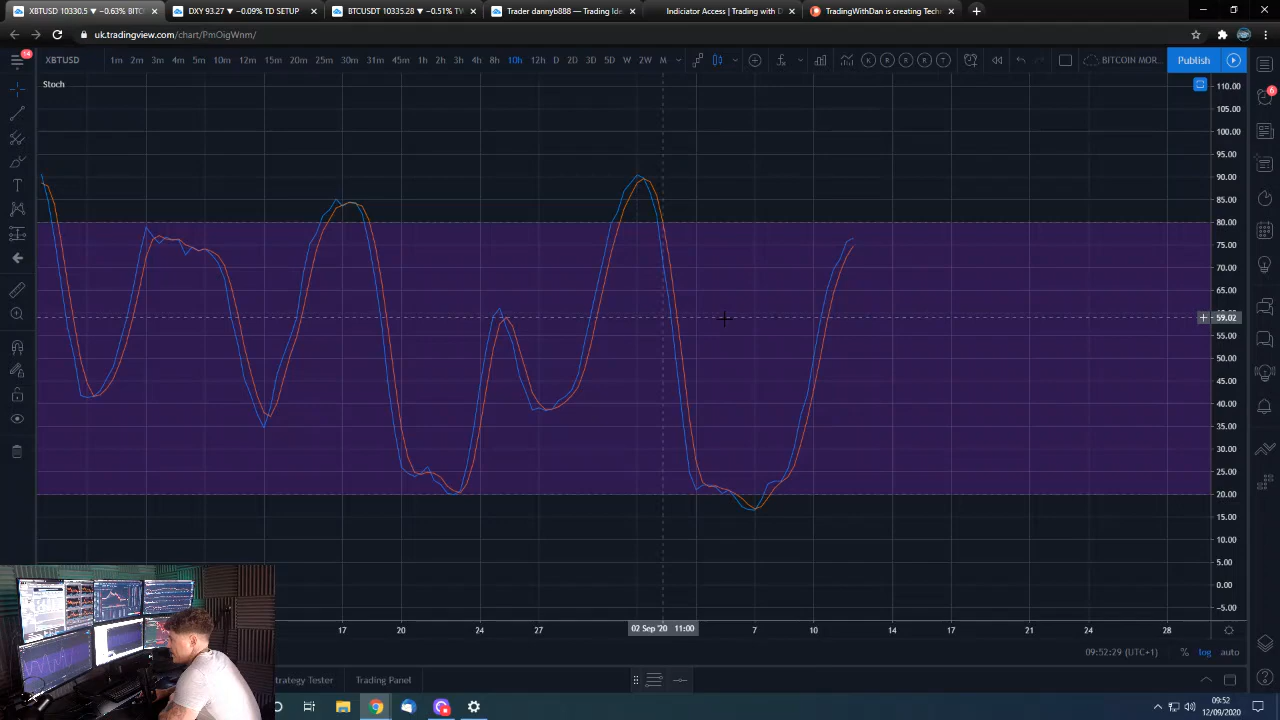 XBTUSD 10330.5 ▼ −0.63% BITC
DXY 93.27 ▼ −0.09% TD SETUP
BTCUSDT 10335.28 ▼ −0.51% T
Trader dannyb888 — Trading Ide
Indiciator Access | Trading with
TradingWithDan is creating Techn
uk.tradingview.com/chart/PmOigWnm/
14
XBTUSD 1m 2m 3m 4m 5m 10m 12m 15m 20m 30m 31m 45m 1h 2h 3h 4h 8h 10h 12h D 2D 3D 5D W 2W M
BITCOIN MOR...
Publish
Stoch
6
110.00
105.00
100.00
95.00
90.00
85.00
80.00
75.00
70.00
65.00
59.02
55.00
50.00
45.00
40.00
35.00
30.00
25.00
20.00
15.00
10.00
5.00
0.00
−5.00
17 20 24 27 02 Sep '20 11:00 7 10 14 17 21 24 28
09:52:29 (UTC+1) % log auto
trategy Tester Trading Panel
09:52
12/09/2020